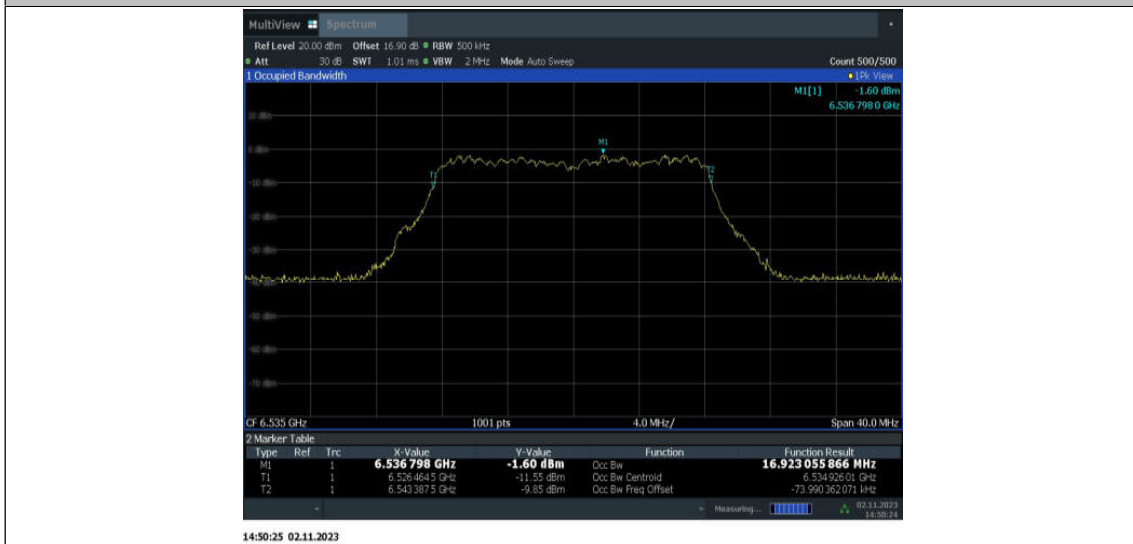 MultiView Spectrum
Ref Level 20.00 dBm Offset 16.90 dB RBW 500 kHz
Att 30 dB SWT 1.01 ms VBW 2 MHz Mode Auto Sweep Count 500/500
1 Occupied Bandwidth 1Pk View
M1[1] -1.60 dBm
6.536 798 0 GHz
10 dBm
0 dBm
M1
T1
T2
-10 dBm
-20 dBm
-30 dBm
-40 dBm
-50 dBm
-60 dBm
-70 dBm
CF 6.535 GHz 1001 pts 4.0 MHz/ Span 40.0 MHz
2 Marker Table
Type Ref Trc X-Value Y-Value Function Function Result
M1 1 6.536 798 GHz -1.60 dBm Occ Bw 16.923 055 866 MHz
T1 1 6.526 464 5 GHz -11.55 dBm Occ Bw Centroid 6.534 926 01 GHz
T2 1 6.543 387 5 GHz -9.85 dBm Occ Bw Freq Offset -73.990 362 071 kHz
Measuring... 02.11.2023
14:50:24
14:50:25 02.11.2023